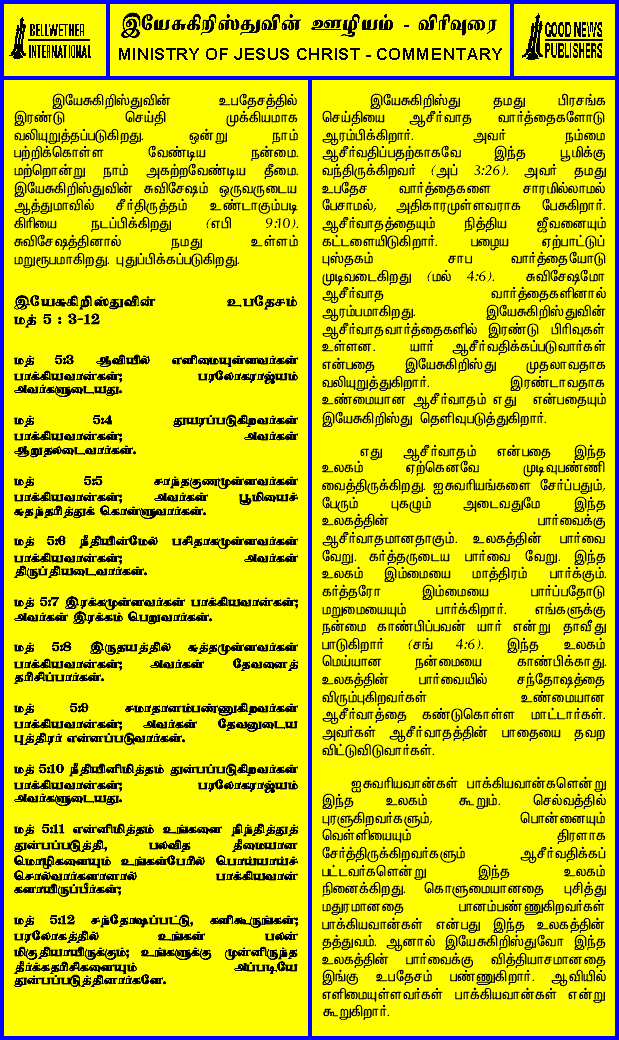 இயேசுகிறிஸ்துவின் ஊழியம் - விரிவுரை
BELLWETHER
INTERNATIONAL
MINISTRY OF JESUS CHRIST - COMMENTARY
GOOD NEWS
PUBLISHERS
இயேசுகிறிஸ்துவின் உபதேசத்தில்
இரண்டு செய்தி முக்கியமாக
வலியுறுத்தப்படுகிறது. ஒன்று நாம்
பற்றிக்கொள்ள வேண்டிய நன்மை.
மற்றொன்று நாம் அகற்றவேண்டிய தீமை.
இயேசுகிறிஸ்துவின் சுவிசேஷம் ஒருவருடைய
ஆத்துமாவில் சீர்திருத்தம் உண்டாகும்படி
கிரியை நடப்பிக்கிறது (எபி 9:10).
சுவிசேஷத்தினால் நமது உள்ளம்
மறுரூபமாகிறது. புதுப்பிக்கப்படுகிறது.
இயேசுகிறிஸ்துவின் உபதேசம்
மத் 5 : 3-12
மத் 5:3 ஆவியில் எளிமையுள்ளவர்கள்
பாக்கியவான்கள்; பரலோகராஜ்யம்
அவர்களுடையது.
மத் 5:4 துயரப்படுகிறவர்கள்
பாக்கியவான்கள்; அவர்கள்
ஆறுதலடைவார்கள்.
மத் 5:5 சாந்தகுணமுள்ளவர்கள்
பாக்கியவான்கள்; அவர்கள் பூமியைச்
சுதந்தரித்துக் கொள்ளுவார்கள்.
மத் 5:6 நீதியின்மேல் பசிதாகமுள்ளவர்கள்
பாக்கியவான்கள்; அவர்கள்
திருப்தியடைவார்கள்.
மத் 5:7 இரக்கமுள்ளவர்கள் பாக்கியவான்கள்;
அவர்கள் இரக்கம் பெறுவார்கள்.
மத் 5:8 இருதயத்தில் சுத்தமுள்ளவர்கள்
பாக்கியவான்கள்; அவர்கள் தேவனைத்
தரிசிப்பார்கள்.
மத் 5:9 சமாதானம்பண்ணுகிறவர்கள்
பாக்கியவான்கள்; அவர்கள் தேவனுடைய
புத்திரர் என்னப்படுவார்கள்.
மத் 5:10 நீதியினிமித்தம் துன்பப்படுகிறவர்கள்
பாக்கியவான்கள்; பரலோகராஜ்யம்
அவர்களுடையது.
மத் 5:11 என்னிமித்தம் உங்களை நிந்தித்துத்
துன்பப்படுத்தி, பலவித தீமையான
மொழிகளையும் உங்கள்பேரில் பொய்யாய்ச்
சொல்வார்களானால் பாக்கியவான்
களாயிருப்பீர்கள்;
மத் 5:12 சந்தோஷப்பட்டு, களிகூருங்கள்;
பரலோகத்தில் உங்கள் பலன்
மிகுதியாயிருக்கும்; உங்களுக்கு முன்னிருந்த
தீர்க்கதரிசிகளையும் அப்படியே
துன்பப்படுத்தினார்களே.
இயேசுகிறிஸ்து தமது பிரசங்க
செய்தியை ஆசீர்வாத வார்த்தைகளோடு
ஆரம்பிக்கிறார். அவர் நம்மை
ஆசீர்வதிப்பதற்காகவே இந்த பூமிக்கு
வந்திருக்கிறவர் (அப் 3:26). அவர் தமது
உபதேச வார்த்தைகளை சாரமில்லாமல்
பேசாமல், அதிகாரமுள்ளவராக பேசுகிறார்.
ஆசீர்வாதத்தையும் நித்திய ஜீவனையும்
கட்டளையிடுகிறார். பழைய ஏற்பாட்டுப்
புஸ்தகம் சாப வார்த்தையோடு
முடிவடைகிறது (மல் 4:6). சுவிசேஷமோ
ஆசீர்வாத வார்த்தைகளினால்
ஆரம்பமாகிறது. இயேசுகிறிஸ்துவின்
ஆசீர்வாதவார்த்தைகளில் இரண்டு பிரிவுகள்
உள்ளன. யார் ஆசீர்வதிக்கப்படுவார்கள்
என்பதை இயேசுகிறிஸ்து முதலாவதாக
வலியுறுத்துகிறார். இரண்டாவதாக
உண்மையான ஆசீர்வாதம் எது என்பதையும்
இயேசுகிறிஸ்து தெளிவுபடுத்துகிறார்.
எது ஆசீர்வாதம் என்பதை இந்த
உலகம் ஏற்கெனவே முடிவுபண்ணி
வைத்திருக்கிறது. ஐசுவரியங்களை சேர்ப்பதும்,
பேரும் புகழும் அடைவதுமே இந்த
உலகத்தின் பார்வைக்கு
ஆசீர்வாதமானதாகும். உலகத்தின் பார்வை
வேறு. கர்த்தருடைய பார்வை வேறு. இந்த
உலகம் இம்மையை மாத்திரம் பார்க்கும்.
கர்த்தரோ இம்மையை பார்ப்பதோடு
மறுமையையும் பார்க்கிறார். எங்களுக்கு
நன்மை காண்பிப்பவன் யார் என்று தாவீது
பாடுகிறார் (சங் 4:6). இந்த உலகம்
மெய்யான நன்மையை காண்பிக்காது.
உலகத்தின் பார்வையில் சந்தோஷத்தை
விரும்புகிறவர்கள் உண்மையான
ஆசீர்வாத்தை கண்டுகொள்ள மாட்டார்கள்.
அவர்கள் ஆசீர்வாதத்தின் பாதையை தவற
விட்டுவிடுவார்கள்.
ஐசுவரியவான்கள் பாக்கியவான்களென்று
இந்த உலகம் கூறும். செல்வத்தில்
புரளுகிறவர்களும், பொன்னையும்
வெள்ளியையும் திரளாக
சேர்த்திருக்கிறவர்களும் ஆசீர்வதிக்கப்
பட்டவர்களென்று இந்த உலகம்
நினைக்கிறது. கொளுமையானதை புசித்து
மதுரமானதை பானம்பண்ணுகிறவர்கள்
பாக்கியவான்கள் என்பது இந்த உலகத்தின்
தத்துவம். ஆனால் இயேசுகிறிஸ்துவோ இந்த
உலகத்தின் பார்வைக்கு வித்தியாசமானதை
இங்கு உபதேசம் பண்ணுகிறார். ஆவியில்
எளிமையுள்ளவர்கள் பாக்கியவான்கள் என்று
கூறுகிறார்.